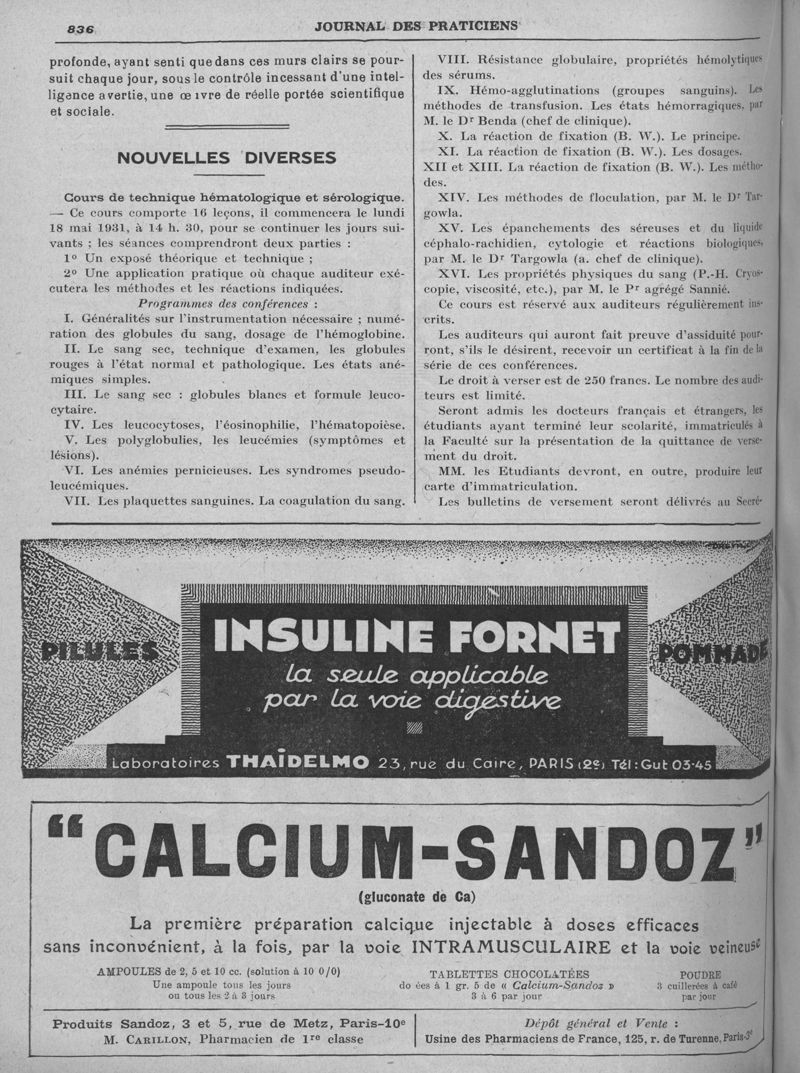 836
JOURNAL DES PRATICIENS
profonde, ayant senti que dans ces murs clairs se pour-
suit chaque jour, sous le contrôle incessant d'une intel-
ligence avertie, une œ ivre de réelle portée scientifique
et sociale.
NOUVELLES DIVERSES
Cours de technique hématologique et sérologique.
— Ce cours comporte 16 leçons, il commencera le lundi
18 mai 1931, à 14 h. 30, pour se continuer les jours sui-
vants ; les séances comprendront deux parties :
1º Un exposé théorique et technique ;
2º Une application pratique où chaque auditeur exé-
cutera les méthodes et les réactions indiquées.
Programmes des conférences :
I. Généralités sur l'instrumentation nécessaire ; numé-
ration des globules du sang, dosage de l'hémoglobine.
II. Le sang sec, technique d'examen, les globules
rouges à l'état normal et pathologique. Les états ané-
miques simples.
III. Le sang sec : globules blancs et formule leuco-
cytaire.
IV. Les leucocytoses, l'éosinophilie, l'hématopoièse.
V. Les polyglobulies, les leucémies (symptômes et
lésions).
VI. Les anémies pernicieuses. Les syndromes pseudo-
leucémiques.
VII. Les plaquettes sanguines. La coagulation du sang.
VIII. Résistance globulaire, propriétés hémolytiques
des sérums.
IX. Hémo-agglutinations (groupes sanguins). Les
méthodes de transfusion. Les états hémorragiques, par
M. le Dr Benda (chef de clinique).
X. La réaction de fixation (B. W.). Le principe.
XI. La réaction de fixation (B. W.). Les dosages.
XII et XIII. La réaction de fixation (B. W.). Les métho-
des.
XIV. Les méthodes de floculation, par M. le Dr Tar-
gowla.
XV. Les épanchements des séreuses et du liquide
céphalo-rachidien, cytologie et réactions biologiques,
par M. le Dr Targowla (a. chef de clinique).
XVI. Les propriétés physiques du sang (P.-H. Cryos-
copie, viscosité, etc.), par M. le Pr agrégé Sannié.
Ce cours est réservé aux auditeurs régulièrement ins-
crits.
Les auditeurs qui auront fait preuve d'assiduité pour-
ront, s'ils le désirent, recevoir un certificat à la fin de la
série de ces conférences.
Le droit à verser est de 250 francs. Le nombre des audi-
teurs est limité.
Seront admis les docteurs français et étrangers, les
étudiants ayant terminé leur scolarité, immatriculés à
la Faculté sur la présentation de la quittance de verse-
ment du droit.
MM. les Etudiants devront, en outre, produire leur
carte d'immatriculation.
Les bulletins de versement seront délivrés au Secré-
PILULES
INSULINE FORNET
POMMADE
la seule applicable
par la voie digestive
Laboratoires THAÏDELMO 23, rue du Caire, PARIS (2e) Tél : Gut 03-45
"CALCIUM-SANDOZ"
(gluconate de Ca)
La première préparation calcique injectable à doses efficaces
sans inconvénient, à la fois, par la voie INTRAMUSCULAIRE et la voie veineuse
AMPOULES de 2, 5 et 10 cc. (solution à 10 0/0)
Une ampoule tous les jours
ou tous les 2 à 3 jours
TABLETTES CHOCOLATÉES
do ées à 1 gr. 5 de « Calcium-Sandoz »
3 à 6 par jour
POUDRE
3 cuillerées à café
par jour
Produits Sandoz, 3 et 5, rue de Metz, Paris-10e
M. CARILLON, Pharmacien de 1re classe
Dépôt général et Vente :
Usine des Pharmaciens de France, 125, r. de Turenne, Paris-3e